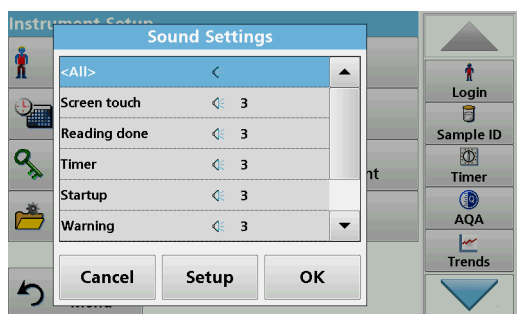 Instrument Setup
Sound Settings
<All>
Screen touch 3
Reading done 3
Timer 3
Startup 3
Warning 3
Cancel
Setup
OK
Login
Sample ID
Timer
AQA
Trends